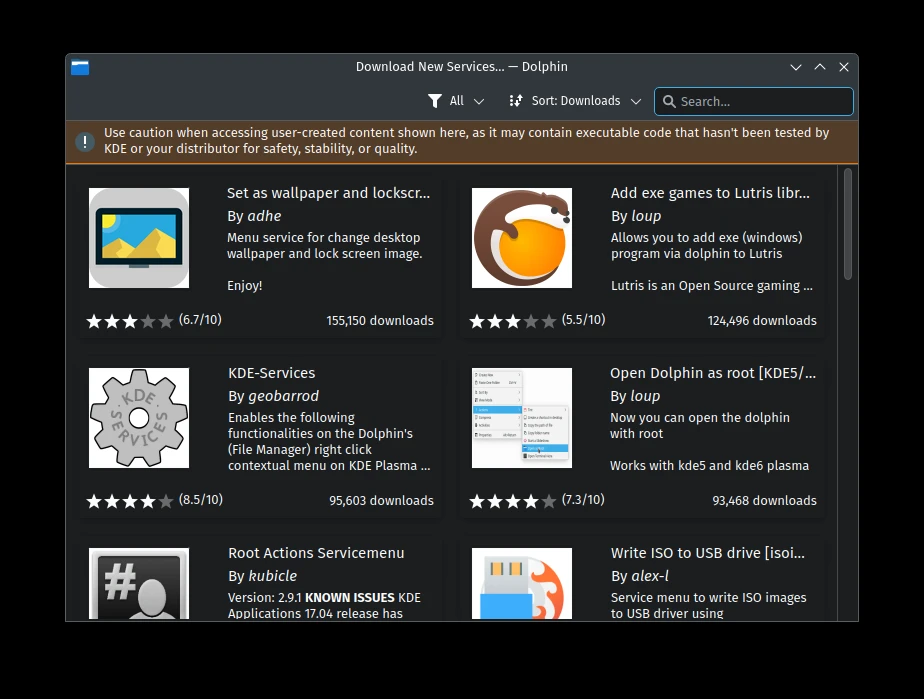 Download New Services... — Dolphin
All
Sort: Downloads
Search...
Use caution when accessing user-created content shown here, as it may contain executable code that hasn't been tested by
KDE or your distributor for safety, stability, or quality.
Set as wallpaper and lockscr...
By adhe
Menu service for change desktop
wallpaper and lock screen image.
Enjoy!
(6.7/10)
155,150 downloads
Add exe games to Lutris libr...
By loup
Allows you to add exe (windows)
program via dolphin to Lutris
Lutris is an Open Source gaming ...
(5.5/10)
124,496 downloads
KDE
SERVICES
KDE-Services
By geobarrod
Enables the following
functionalities on the Dolphin's
(File Manager) right click
contextual menu on KDE Plasma ...
(8.5/10)
95,603 downloads
Open Dolphin as root [KDE5/...
By loup
Now you can open the dolphin
with root
Works with kde5 and kde6 plasma
(7.3/10)
93,468 downloads
#
Root Actions Servicemenu
By kubicle
Version: 2.9.1 KNOWN ISSUES KDE
Applications 17.04 release has
Write ISO to USB drive [isoi...
By alex-l
Service menu to write ISO images
to USB driver using